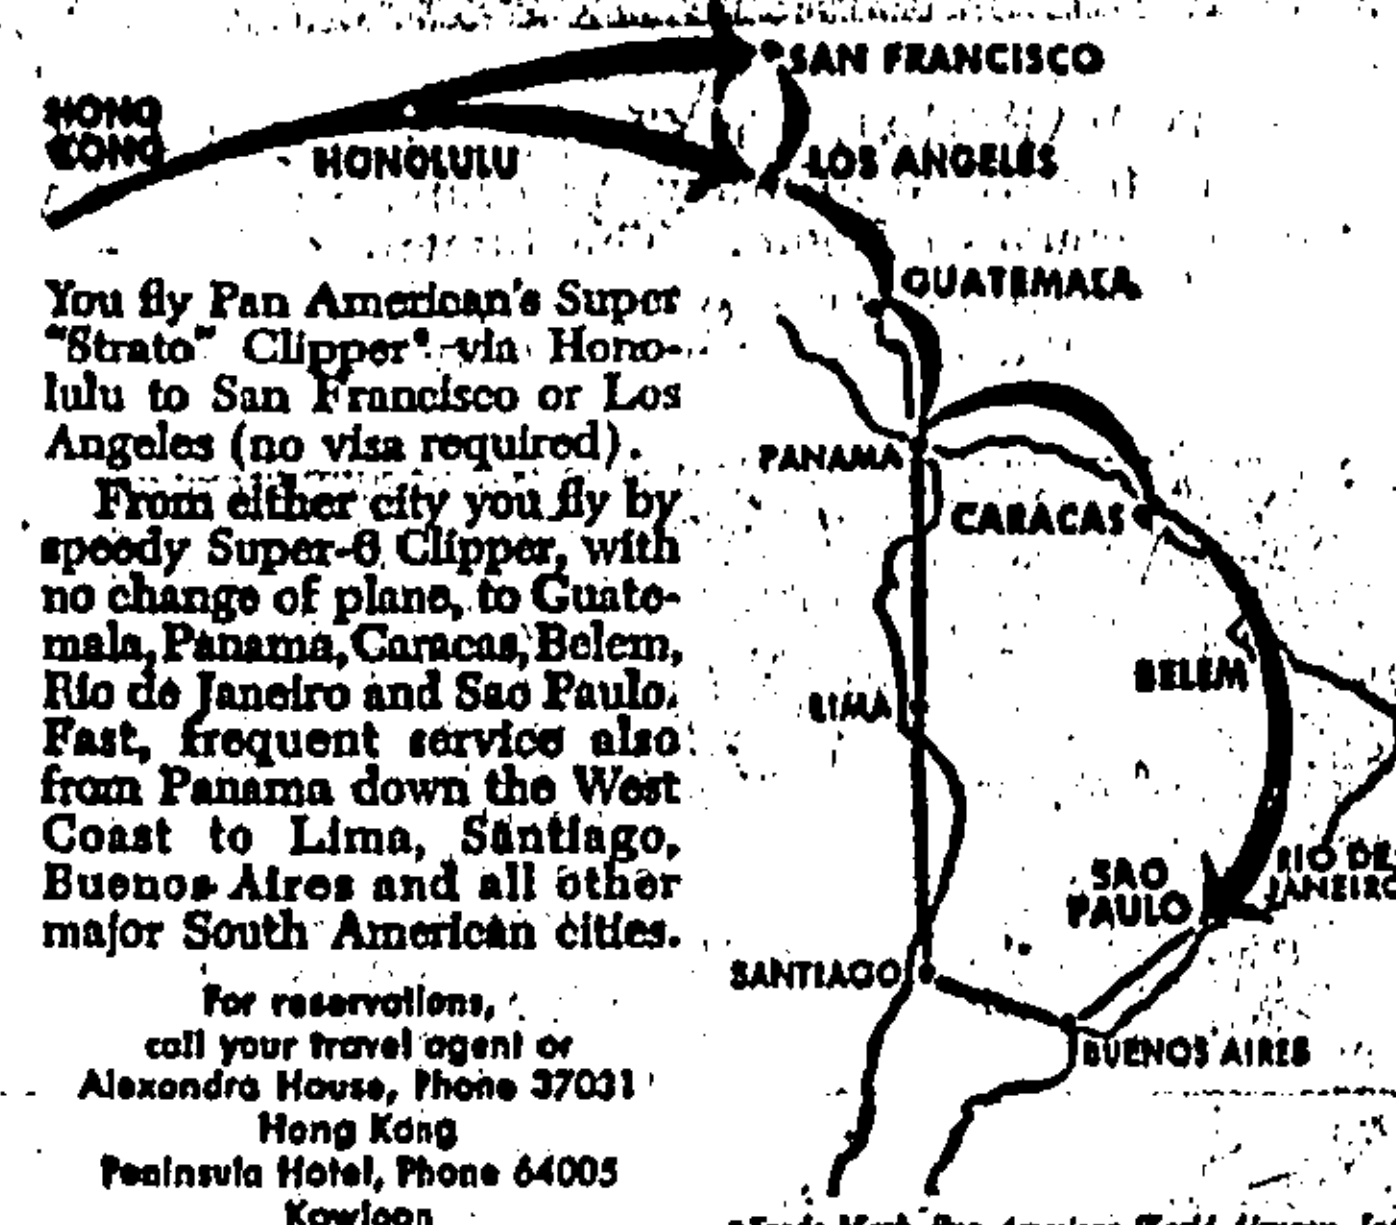 SAN FRANCISCO
HONG
KONG
HONOLULU
LOS ANGELES
GUATEMALA
PANAMA
CARACAS
BELEM
LIMA
SAO
PAULO
RIO DE
JANEIRO
SANTIAGO
BUENOS AIRES
You fly Pan American's Super
"Strato" Clipper* via Hono-
lulu to San Francisco or Los
Angeles (no visa required).
From either city you fly by
speedy Super-6 Clipper, with
no change of plane, to Guate-
mala, Panama, Caracas, Belem,
Rio de Janeiro and Sao Paulo.
Fast, frequent service also
from Panama down the West
Coast to Lima, Santiago,
Buenos Aires and all other
major South American cities.
For reservations,
call your travel agent or
Alexandra House, Phone 37031
Hong Kong
Peninsula Hotel, Phone 64005
Kowloon